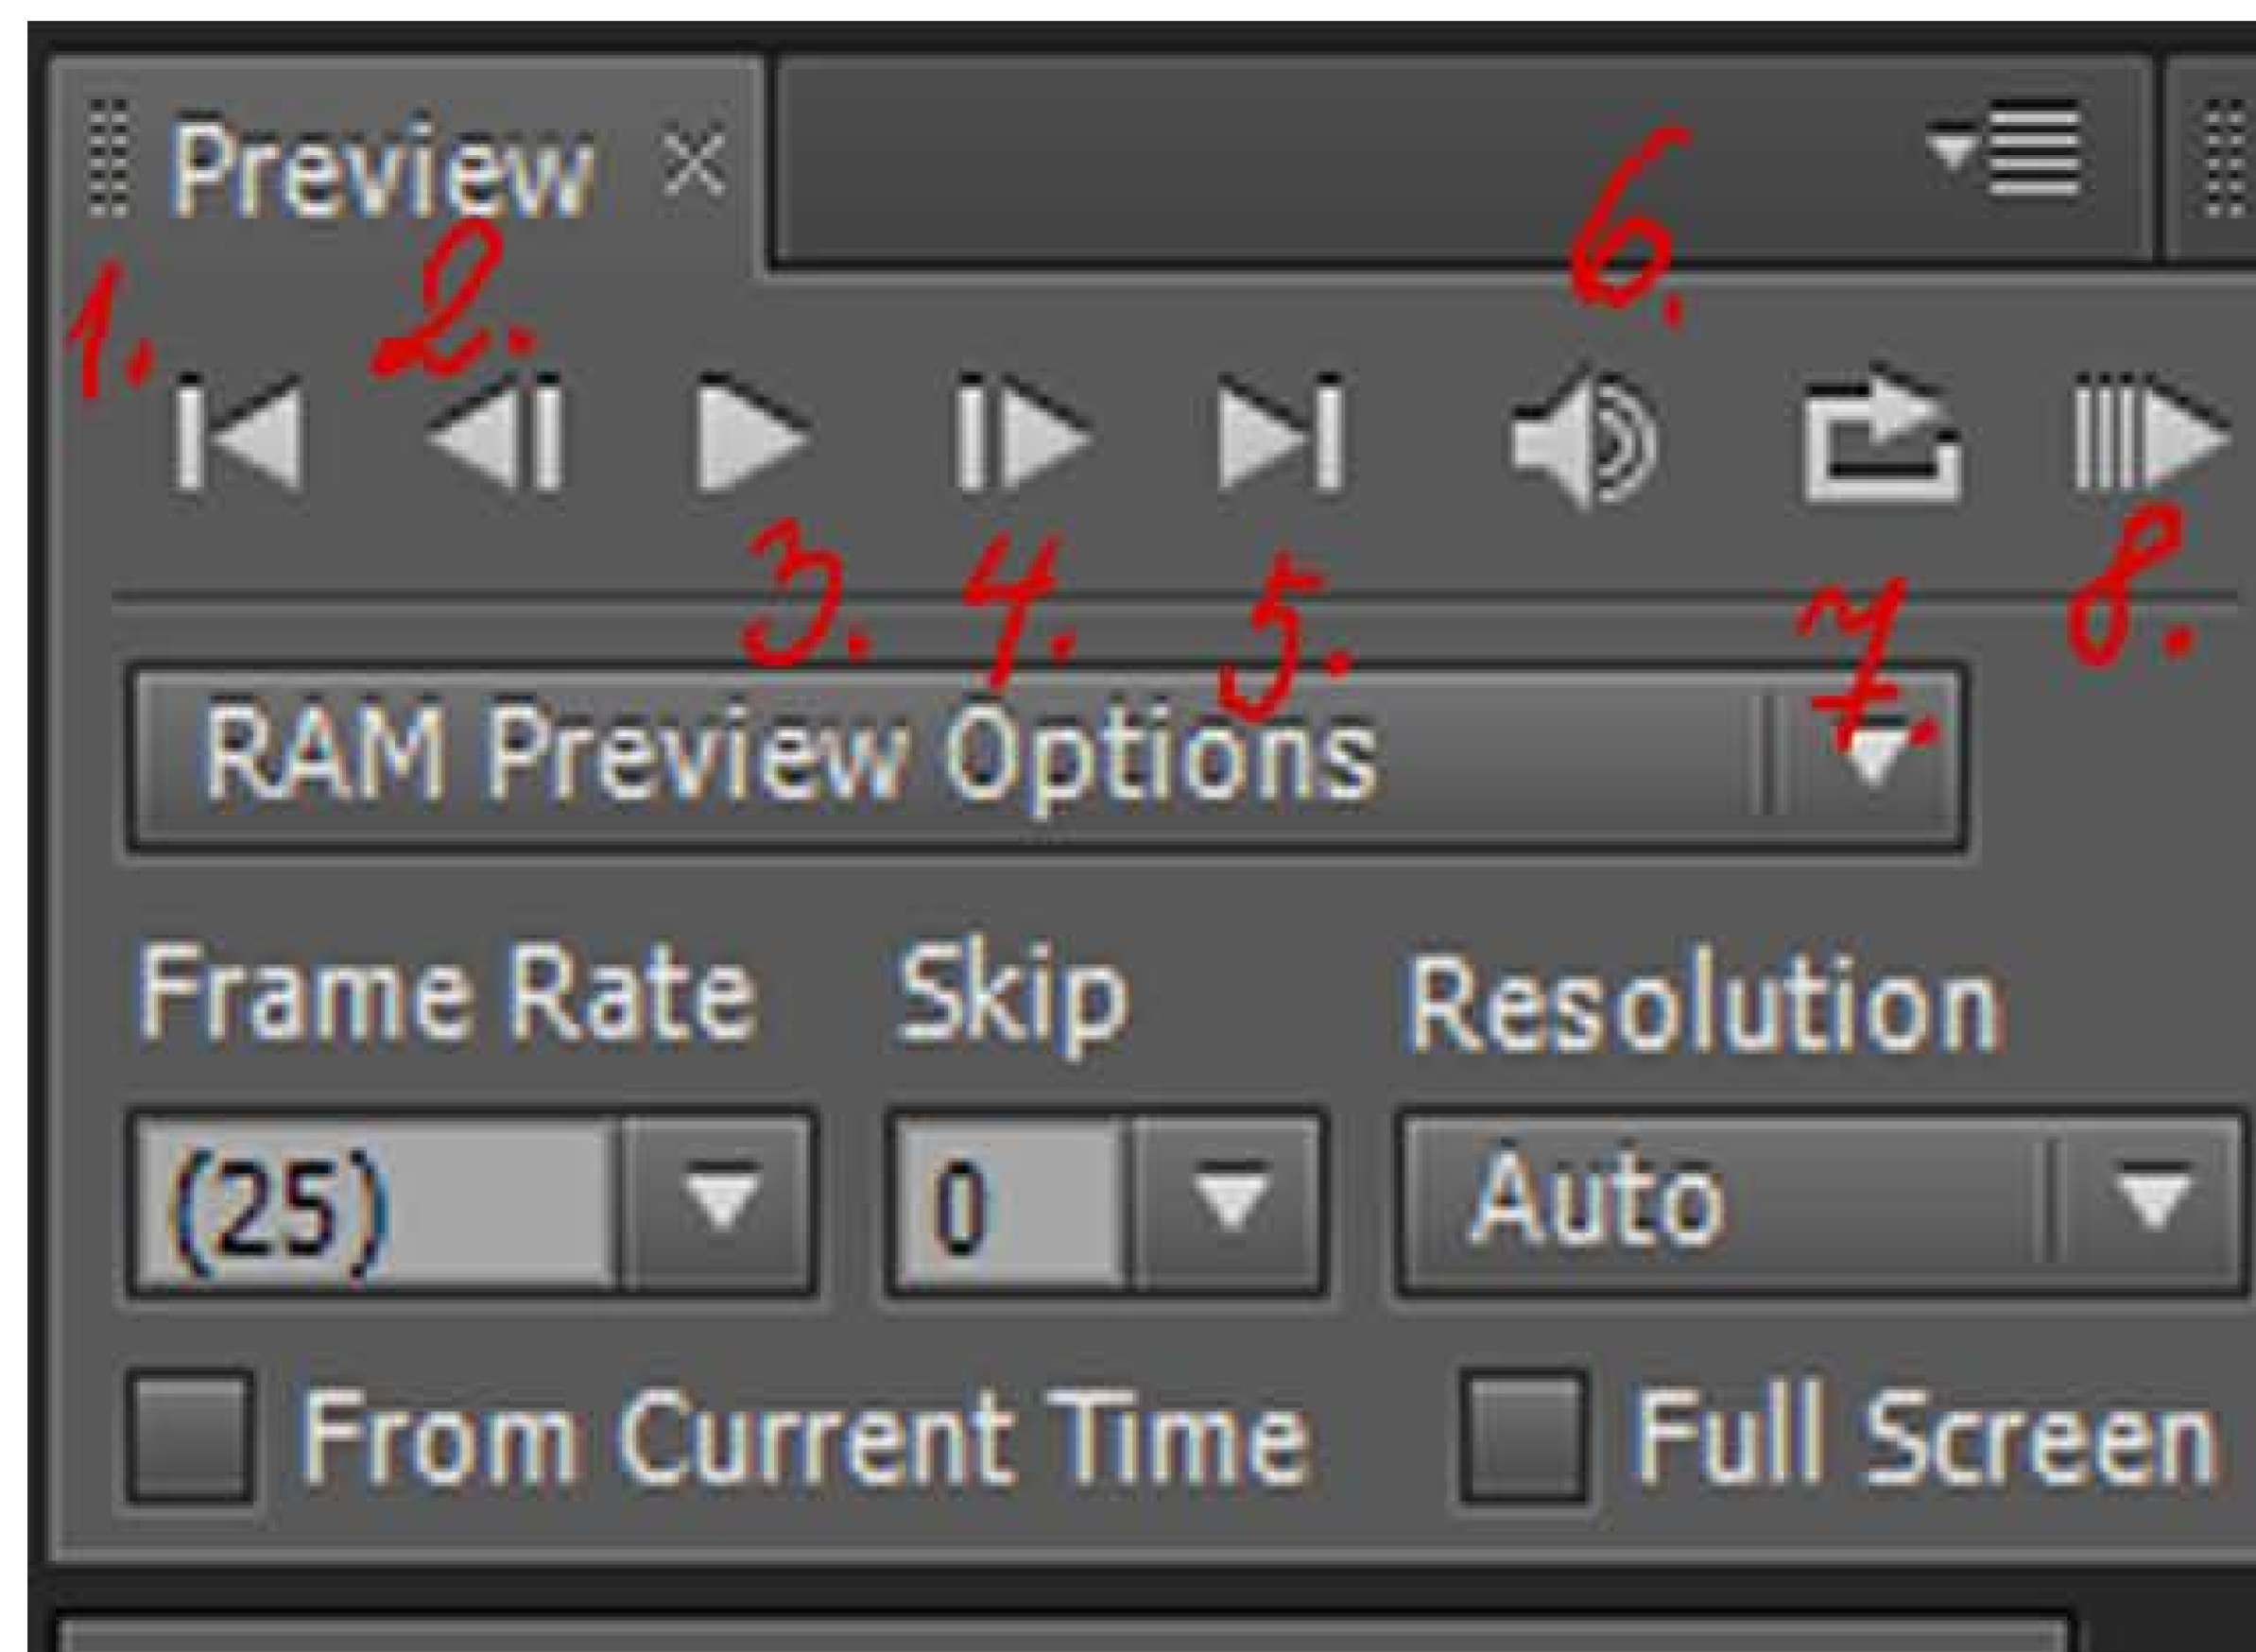 Preview
1. 2. 6.
3. 4. 5. 7. 8.
RAM Preview Options
Frame Rate Skip Resolution
(25) 0 Auto
From Current Time Full Screen